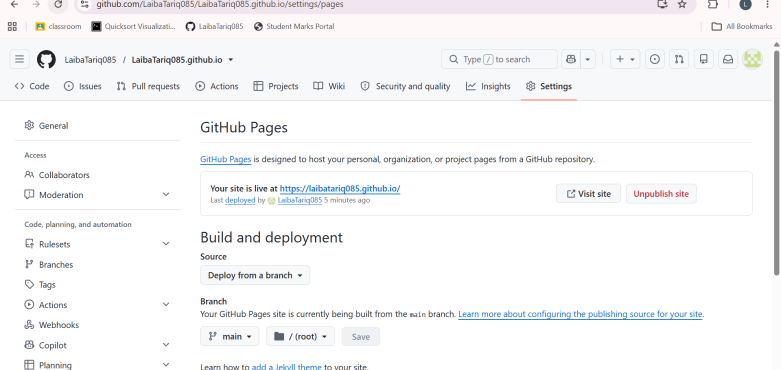 github.com/LaibaTariq085/LaibaTariq085.github.io/settings/pages
L
classroom Quicksort Visualizati... LaibaTariq085 Student Marks Portal All Bookmarks
LaibaTariq085 / LaibaTariq085.github.io Type / to search
Code Issues Pull requests Actions Projects Wiki Security and quality Insights Settings
General
Access
Collaborators
Moderation
Code, planning, and automation
Rulesets
Branches
Tags
Actions
Webhooks
Copilot
Planning
GitHub Pages
GitHub Pages is designed to host your personal, organization, or project pages from a GitHub repository.
Your site is live at https://laibatariq085.github.io/
Last deployed by LaibaTariq085 5 minutes ago
Visit site Unpublish site
Build and deployment
Source
Deploy from a branch
Branch
Your GitHub Pages site is currently being built from the main branch. Learn more about configuring the publishing source for your site.
main / (root) Save
Learn how to add a Jekyll theme to your site.